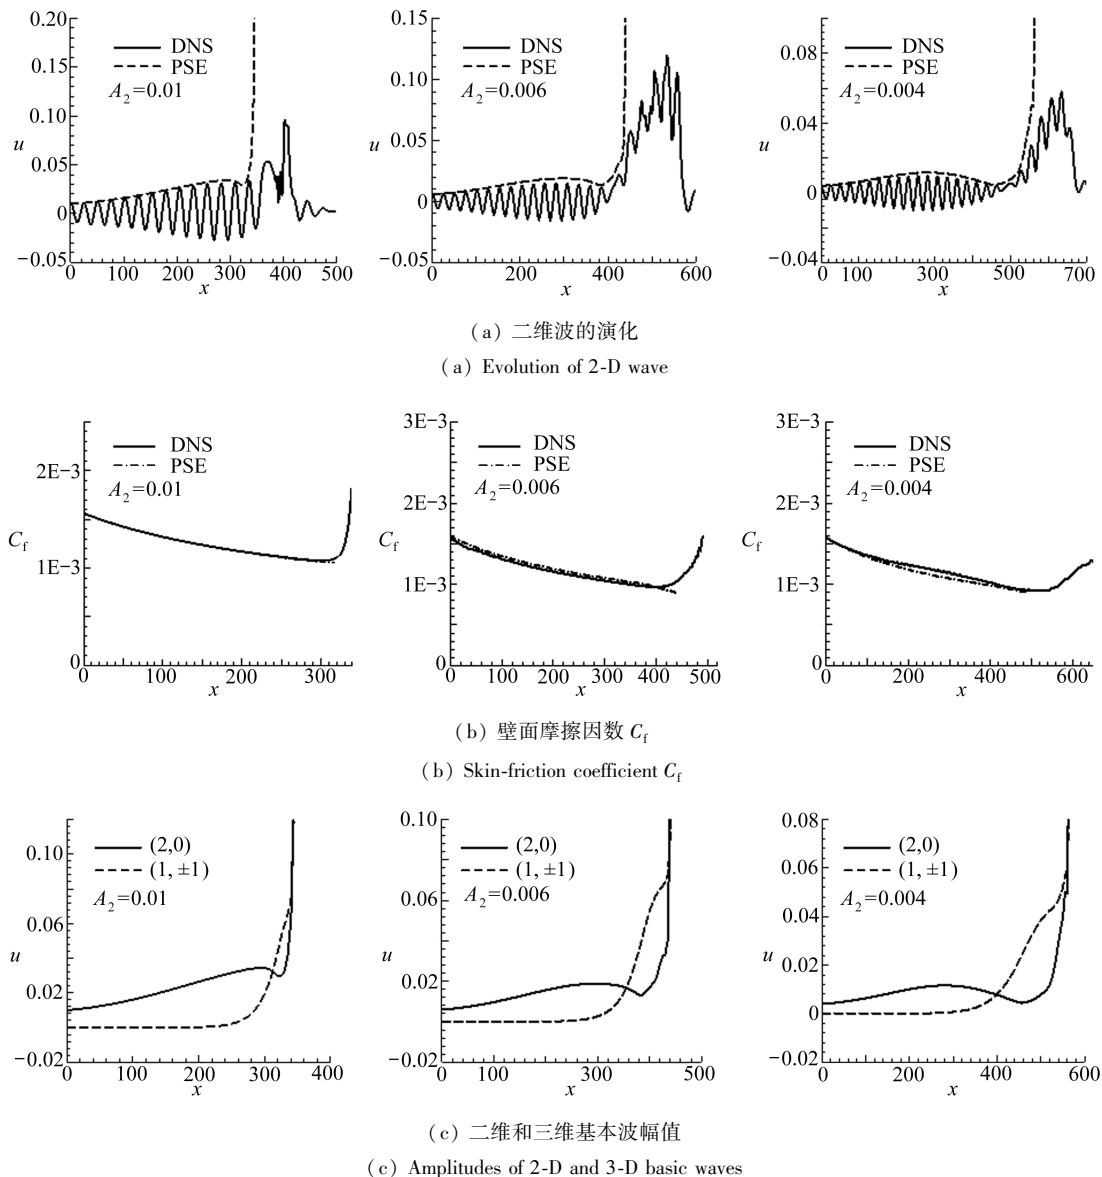 0.20
0.15
0.10
u
0.05
0
−0.05
DNS
PSE
A2=0.01
0 100 200 300 400 500
x
0.15
0.10
0.05
u
0
−0.05
DNS
PSE
A2=0.006
0 200 400 600
x
0.08
0.04
u
0
−0.04
DNS
PSE
A2=0.004
0 100 300 500 700
x
(a) 二维波的演化
(a) Evolution of 2-D wave
2E−3
Cf
1E−3
0
DNS
PSE
A2=0.01
0 100 200 300
x
3E−3
2E−3
Cf
1E−3
0
DNS
PSE
A2=0.006
0 100 200 300 400 500
x
3E−3
2E−3
Cf
1E−3
0
DNS
PSE
A2=0.004
0 200 400 600
x
(b) 壁面摩擦因数 Cf
(b) Skin-friction coefficient Cf
0.10
0.06
u
0.02
−0.02
(2,0)
(1, ±1)
A2=0.01
0 100 200 300 400
x
0.10
0.06
u
0.02
−0.02
(2,0)
(1, ±1)
A2=0.006
0 100 300 500
x
0.08
0.04
u
0.02
0
−0.02
(2,0)
(1, ±1)
A2=0.004
0 200 400 600
x
(c) 二维和三维基本波幅值
(c) Amplitudes of 2-D and 3-D basic waves